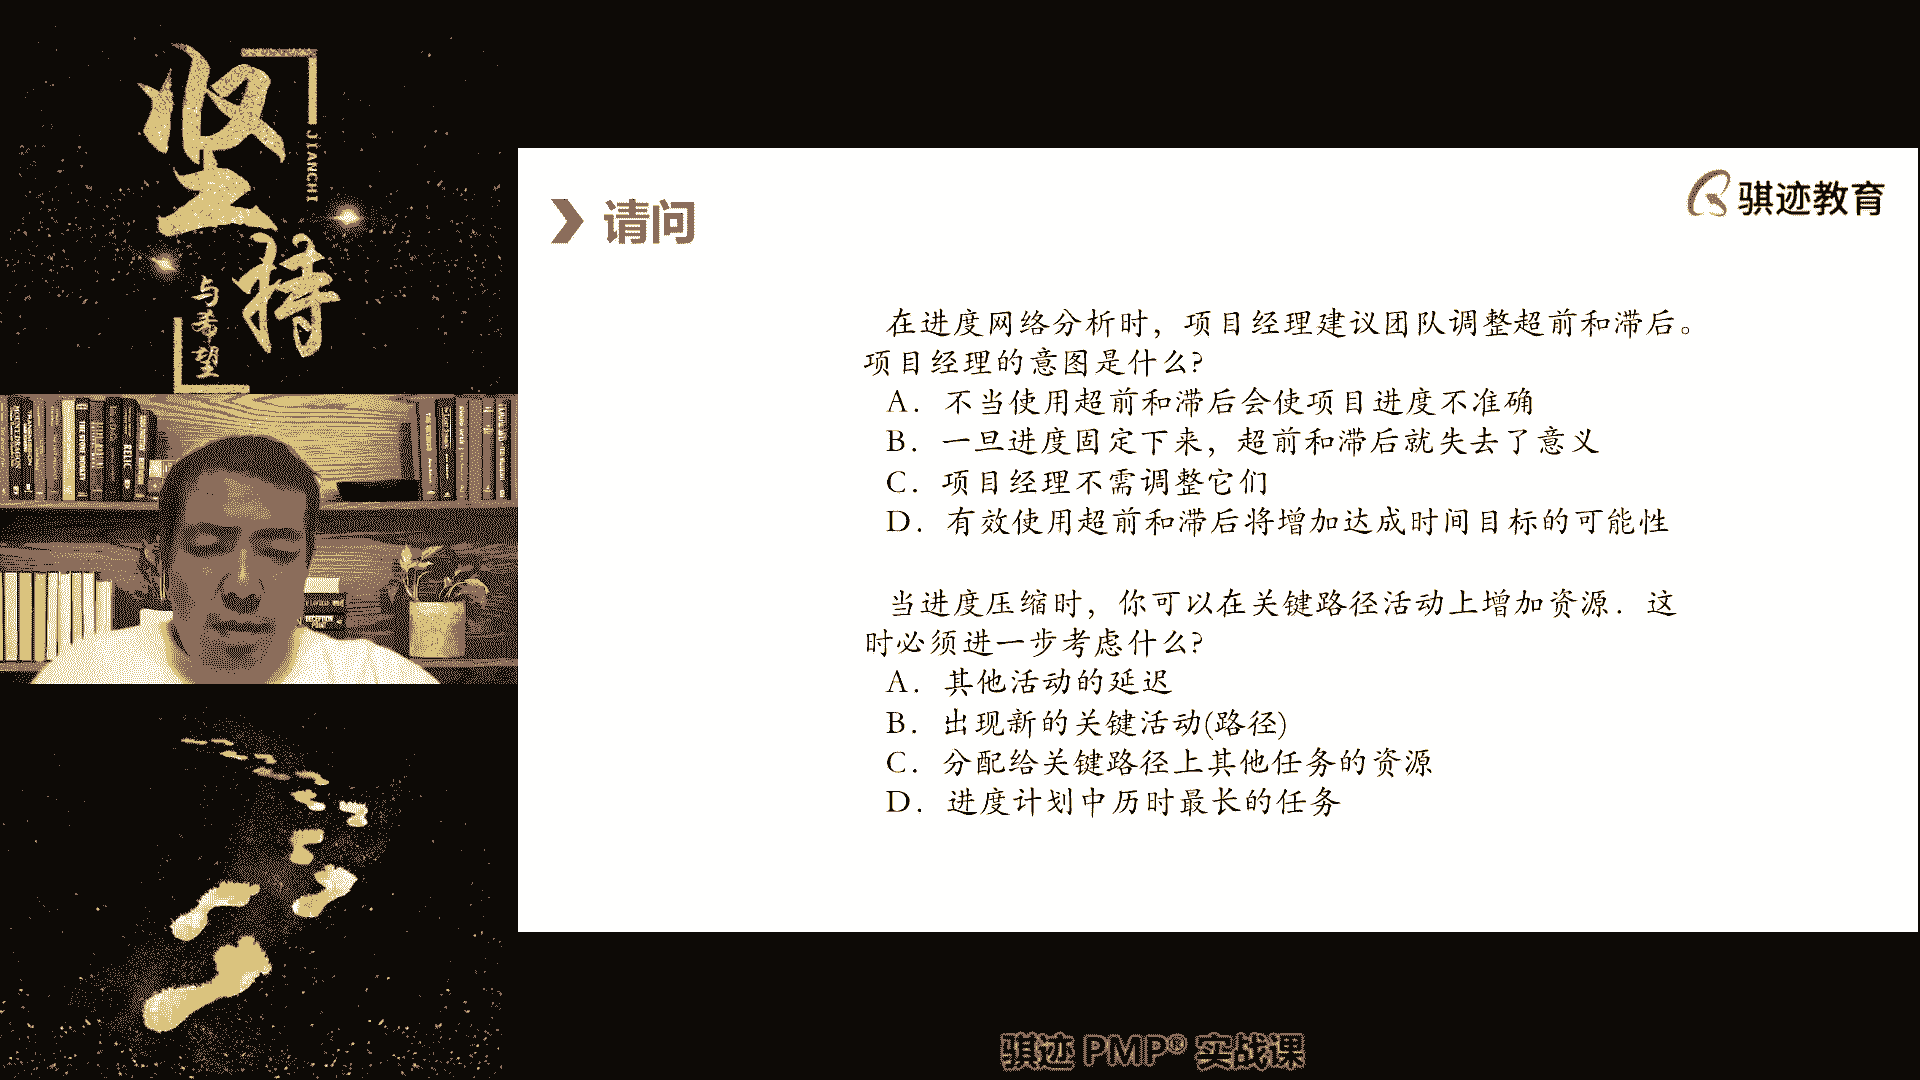 坚持
JIANCHI
与希望
骐迹教育
请问
在进度网络分析时，项目经理建议团队调整超前和滞后。
项目经理的意图是什么?
A．不当使用超前和滞后会使项目进度不准确
B．一旦进度固定下来，超前和滞后就失去了意义
C．项目经理不需调整它们
D．有效使用超前和滞后将增加达成时间目标的可能性
当进度压缩时，你可以在关键路径活动上增加资源．这
时必须进一步考虑什么?
A．其他活动的延迟
B．出现新的关键活动(路径)
C．分配给关键路径上其他任务的资源
D．进度计划中历时最长的任务
骐迹 PMP® 实战课